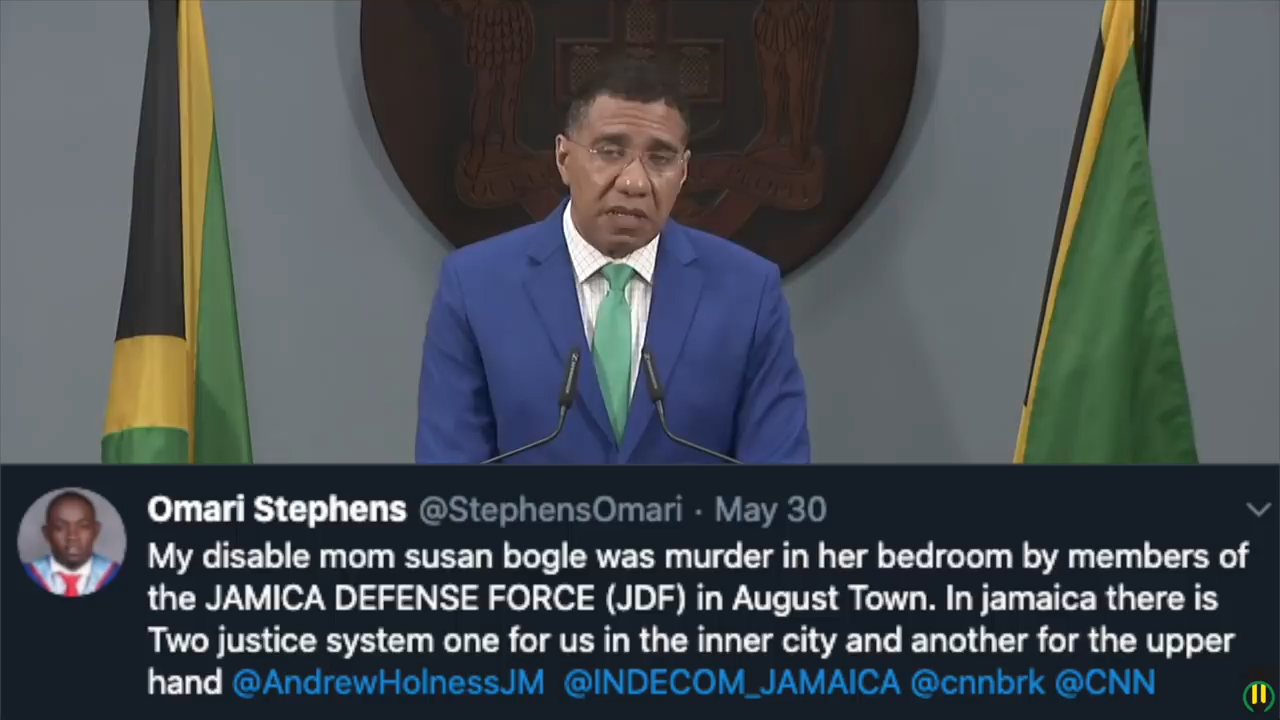 Omari Stephens @StephensOmari · May 30
My disable mom susan bogle was murder in her bedroom by members of
the JAMICA DEFENSE FORCE (JDF) in August Town. In jamaica there is
Two justice system one for us in the inner city and another for the upper
hand @AndrewHolnessJM @INDECOM_JAMAICA @cnnbrk @CNN